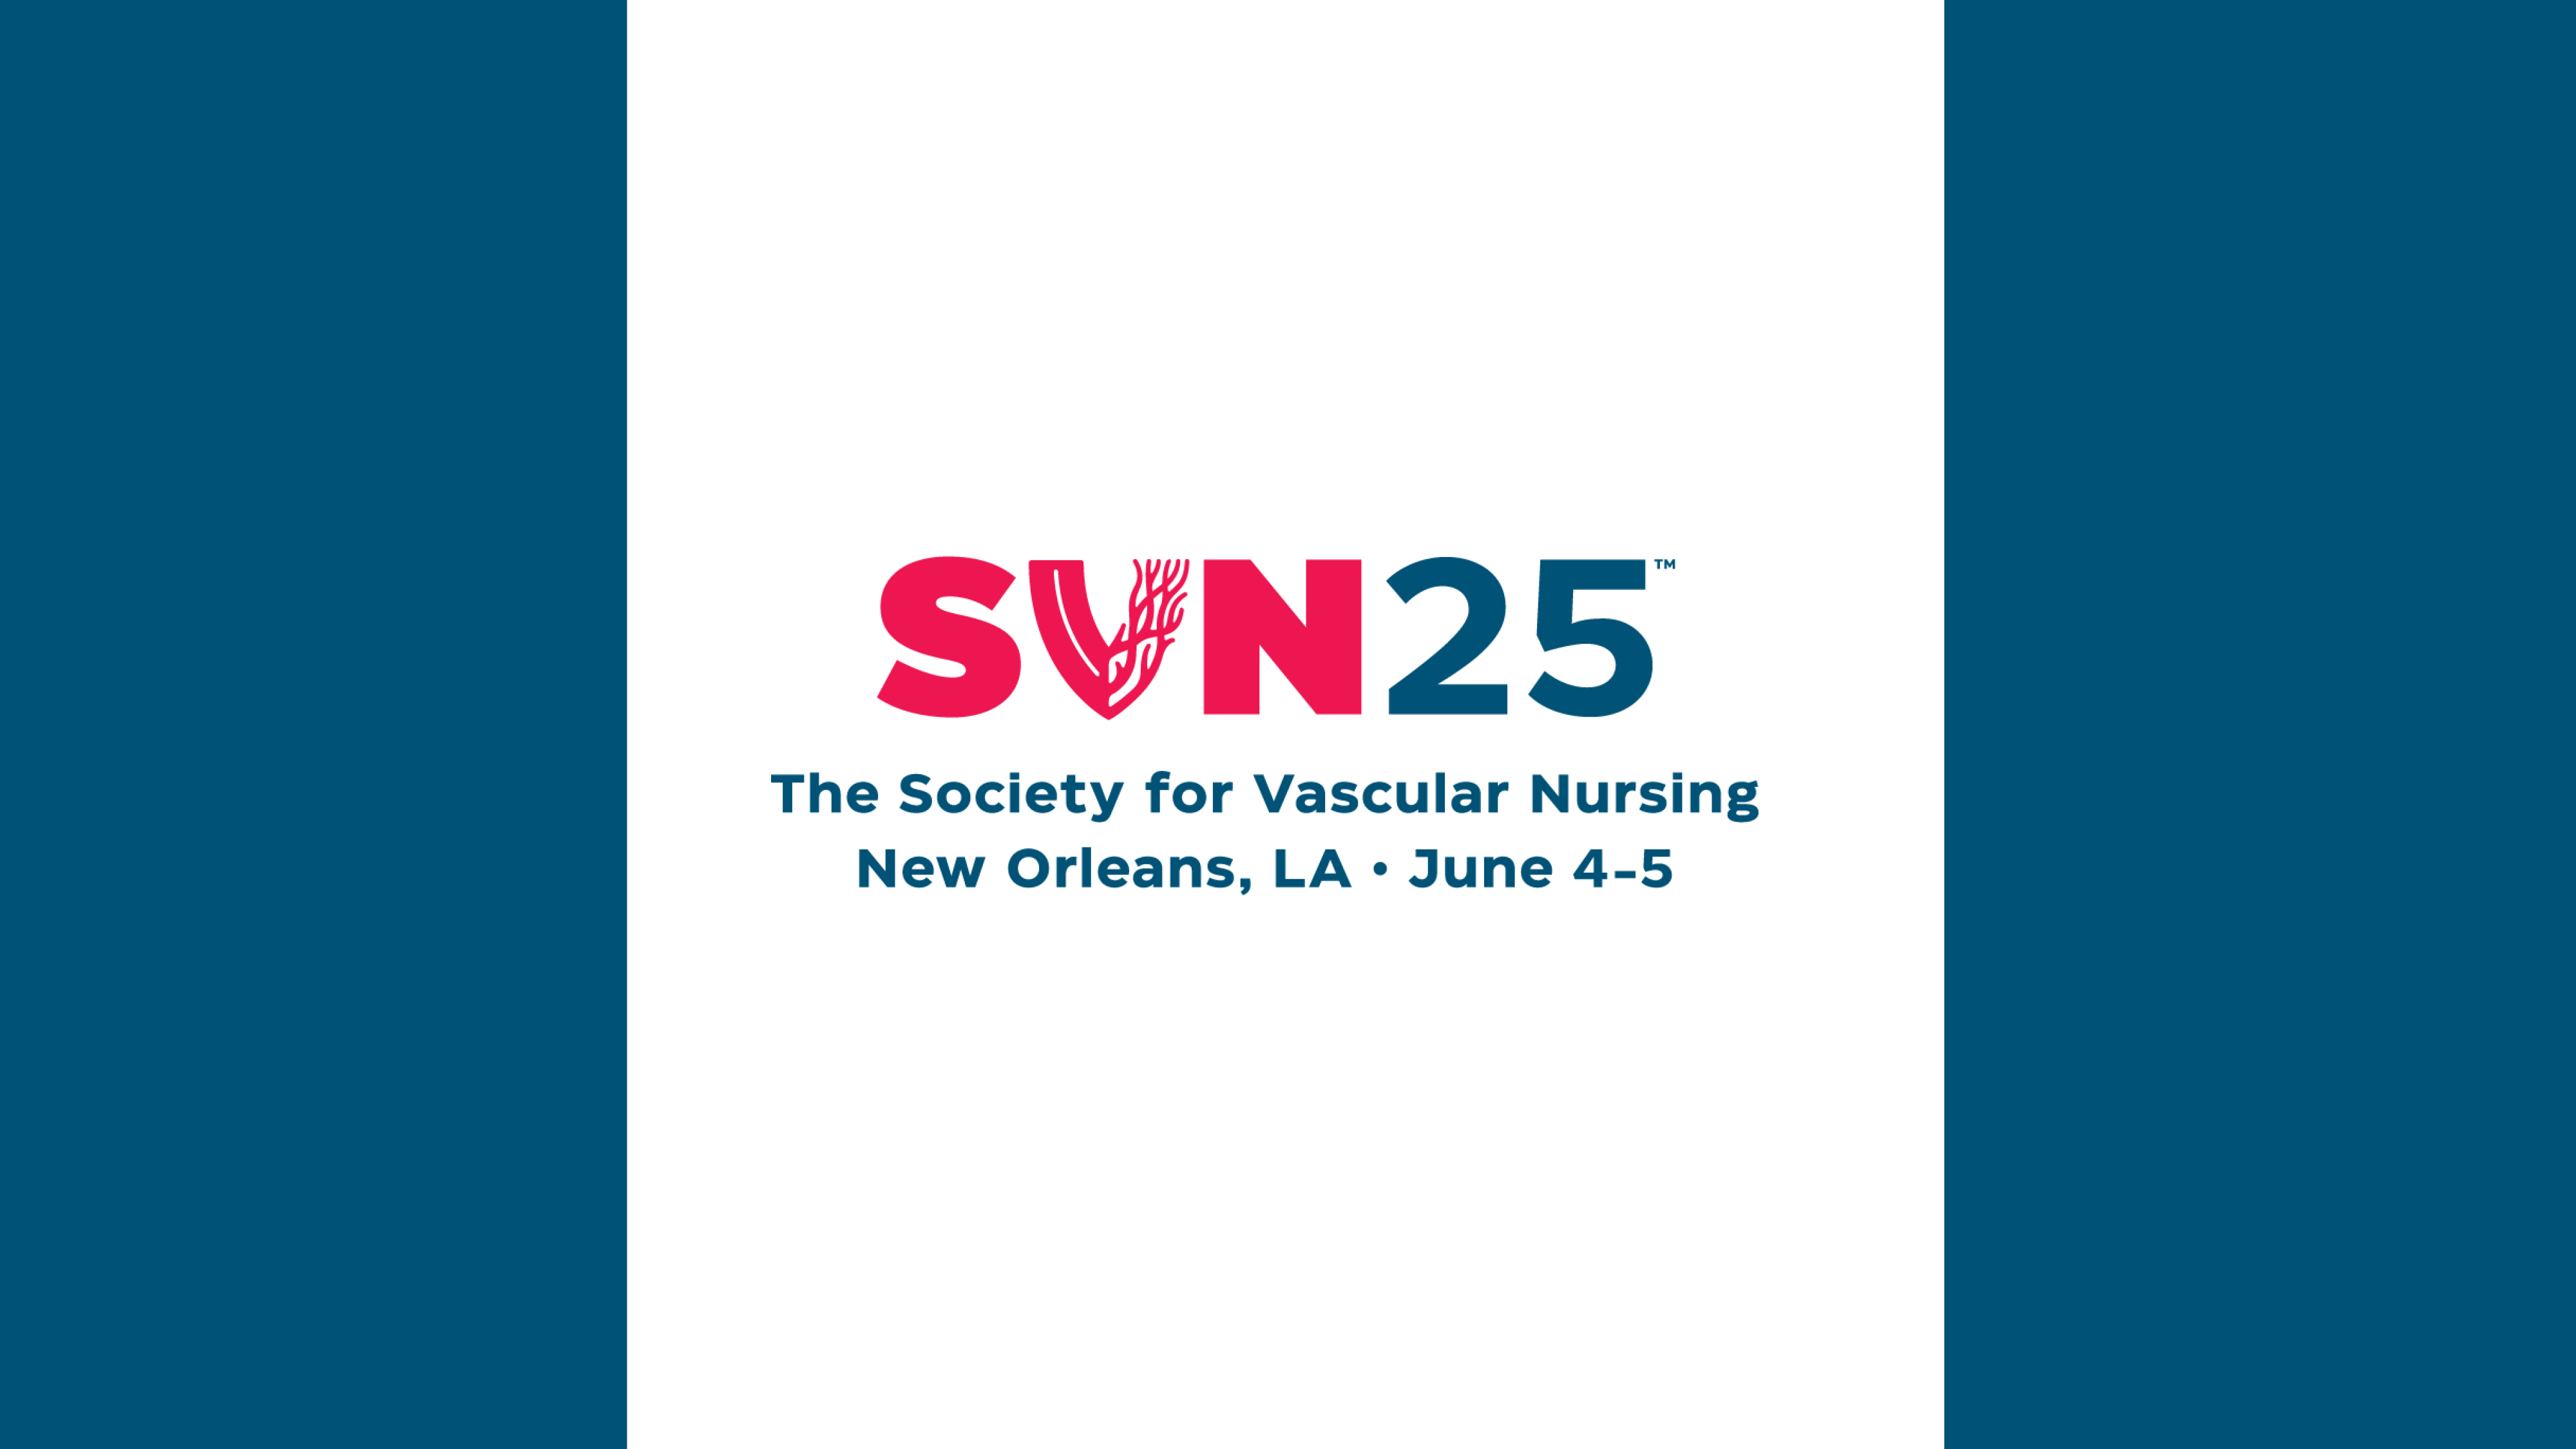 SVN25™
The Society for Vascular Nursing
New Orleans, LA • June 4-5